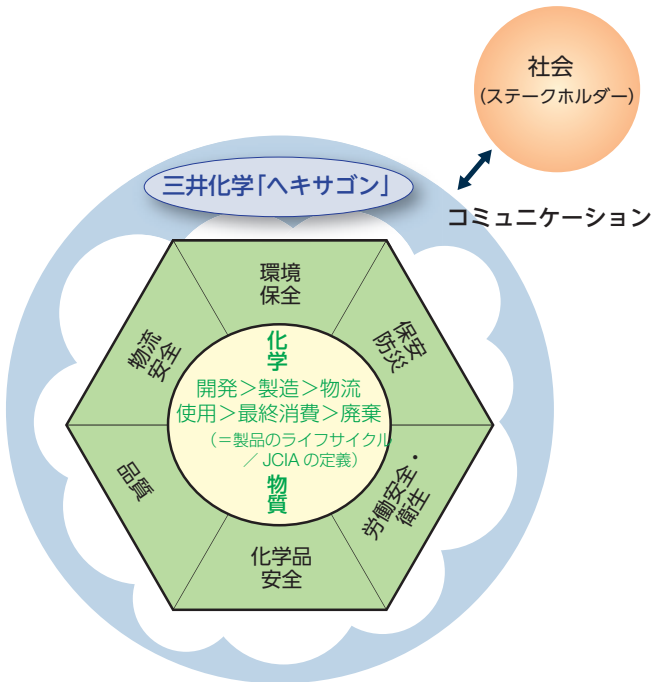 社会
(ステークホルダー)
三井化学「ヘキサゴン」
コミュニケーション
環境
保全
物流
安全
保安
防災
化
学
開発＞製造＞物流
使用＞最終消費＞廃棄
（＝製品のライフサイクル
／ JCIA の定義）
物
質
品質
労働安全・
衛生
化学品
安全